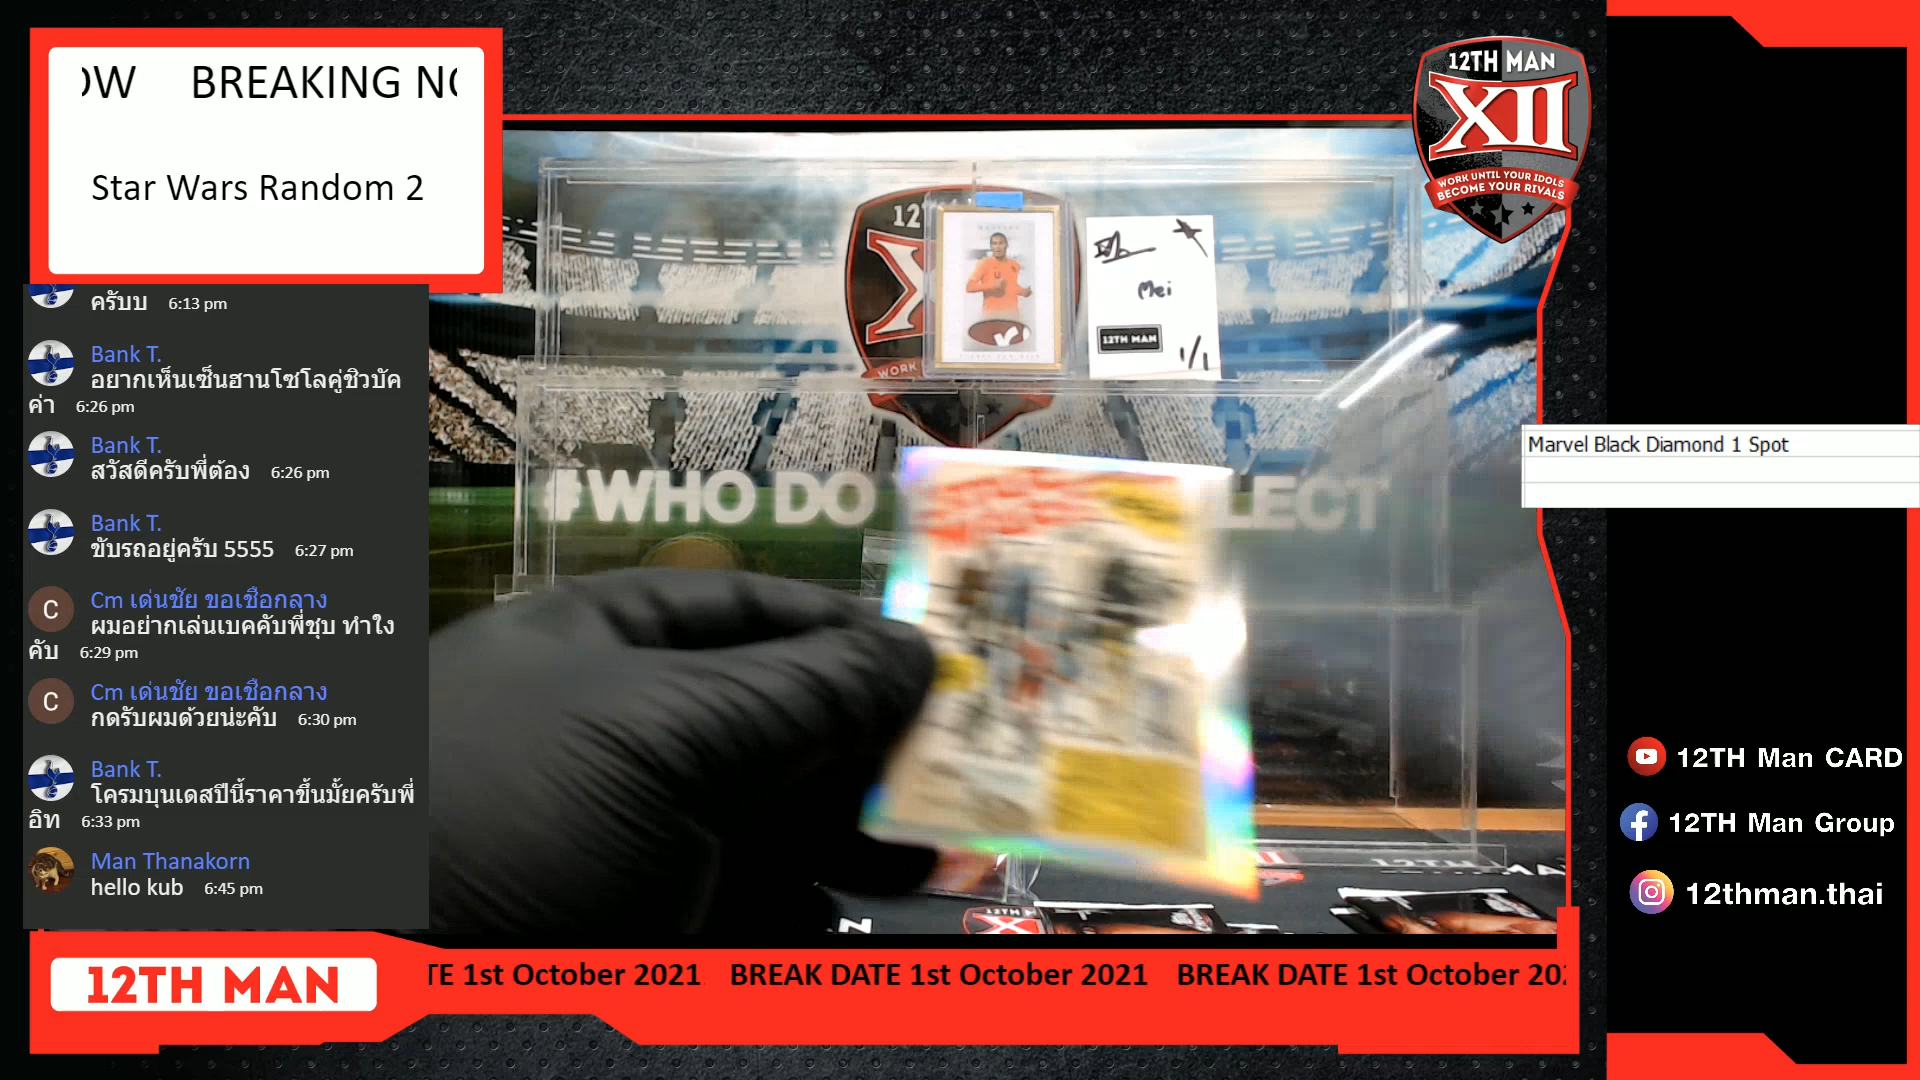 OW BREAKING NO
Star Wars Random 2
ครับบ 6:13 pm
Bank T.
อยากเห็นเซ็นฮานโซโลคู่ชิวบัค
ค่า 6:26 pm
Bank T.
สวัสดีครับพี่ต้อง 6:26 pm
Bank T.
ขับรถอยู่ครับ 5555 6:27 pm
C
Cm เด่นชัย ขอเชือกลาง
ผมอย่ากเล่นเบคคับพี่ชุบ ทำใง
คับ 6:29 pm
C
Cm เด่นชัย ขอเชือกลาง
กดรับผมด้วยน่ะคับ 6:30 pm
Bank T.
โครมบุนเดสปีนี้ราคาขึ้นมั้ยครับพี่
อิท 6:33 pm
Man Thanakorn
hello kub 6:45 pm
12TH MAN
XII
WORK UNTIL YOUR IDOLS
BECOME YOUR RIVALS
12
WORK
Mei
12TH MAN
1/1
#WHO DO
LECT
Marvel Black Diamond 1 Spot
12TH Man CARD
12TH Man Group
12thman.thai
12TH MAN
TE 1st October 2021 BREAK DATE 1st October 2021 BREAK DATE 1st October 202